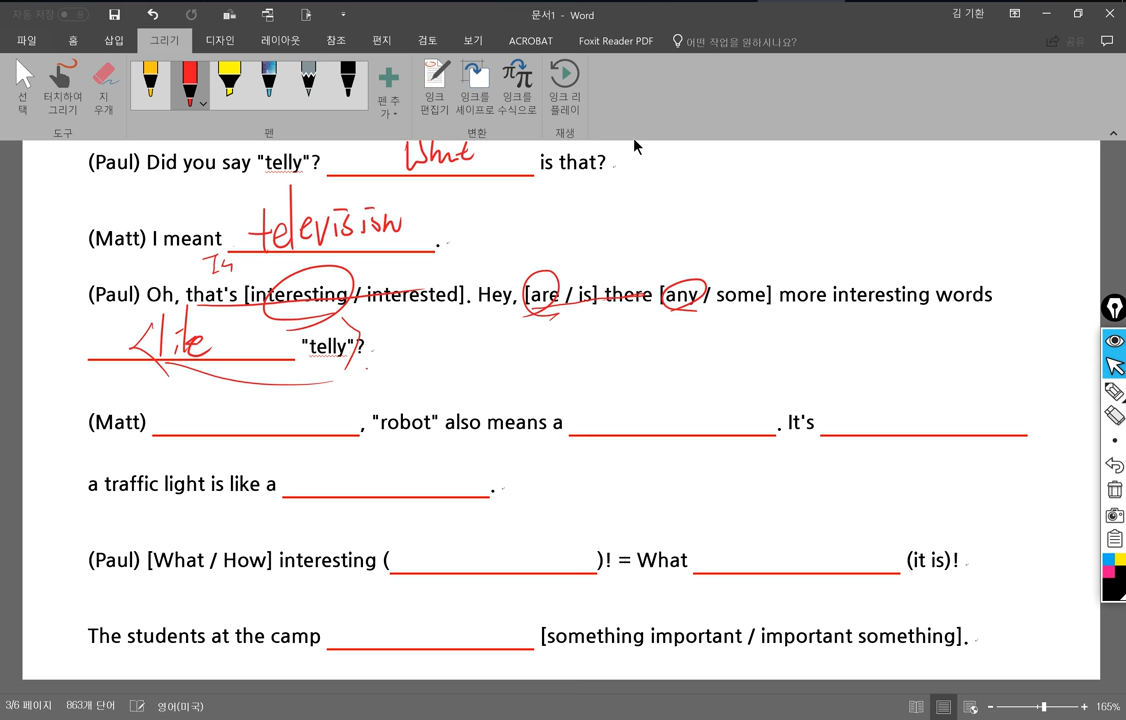 자동 저장
문서1 - Word
김 기환
파일 홈 삽입 그리기 디자인 레이아웃 참조 편지 검토 보기 ACROBAT Foxit Reader PDF 어떤 작업을 원하시나요? 공유
선택 터치하여 그리기 지우개 펜 추가 잉크 편집기 잉크를 셰이프로 잉크를 수식으로 잉크 리플레이
도구 펜 변환 재생
(Paul) Did you say "telly"? What is that?
(Matt) I meant television.
(Paul) Oh, that's [interesting / interested]. Hey, [are / is] there [any / some] more interesting words
<like "telly">?
(Matt) , "robot" also means a . It's
a traffic light is like a .
(Paul) [What / How] interesting ( )! = What (it is)!
The students at the camp [something important / important something].
3/6 페이지 863개 단어 영어(미국) 165%